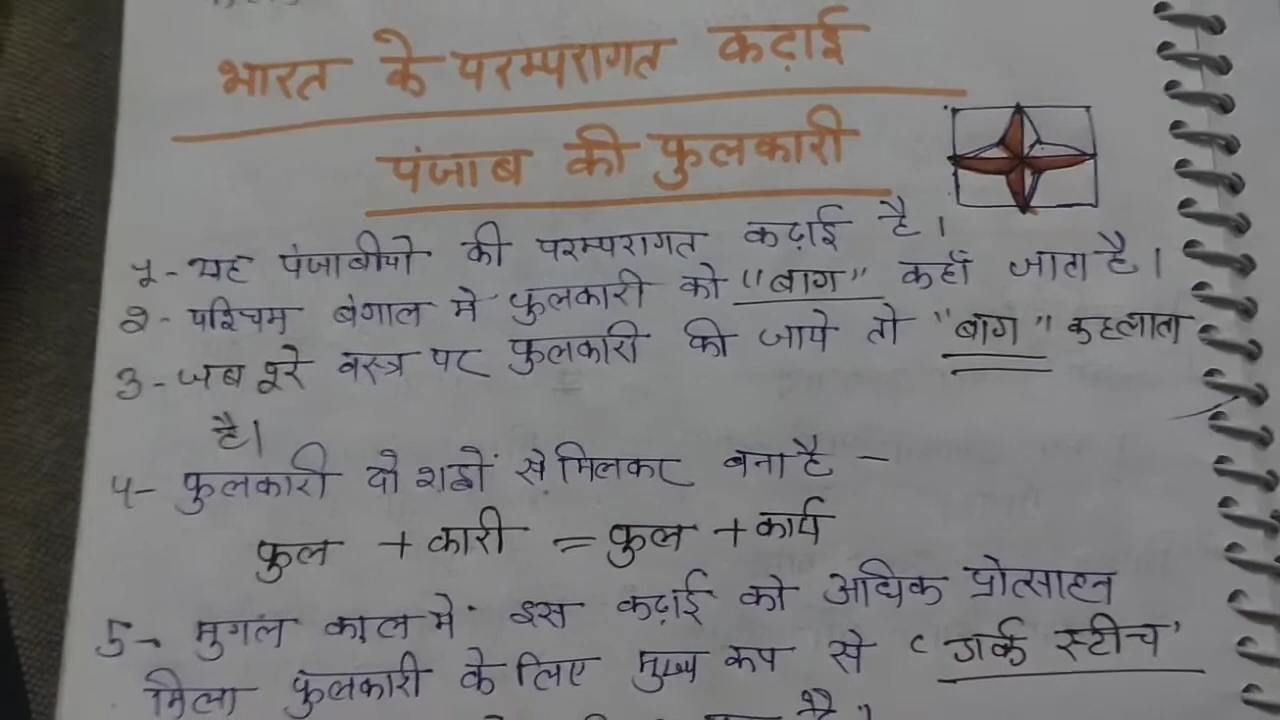 भारत के परम्परागत कढ़ाई
पंजाब की फुलकारी
1- यह पंजाबीयो की परम्परागत कढ़ाई है।
2- पश्चिम बंगाल मे फुलकारी को "बाग" कहाँ जाता है।
3- जब पूरे वस्त्र पर फुलकारी की जाये तो "बाग" कहलाता
है।
4- फुलकारी दो शब्दों से मिलकर बना है -
फुल + कारी = फुल + कार्य
5- मुगल काल मे इस कढ़ाई को अधिक प्रोत्साहन
मिला फुलकारी के लिए मुख्य रूप से 'डार्क स्टीच'
है।